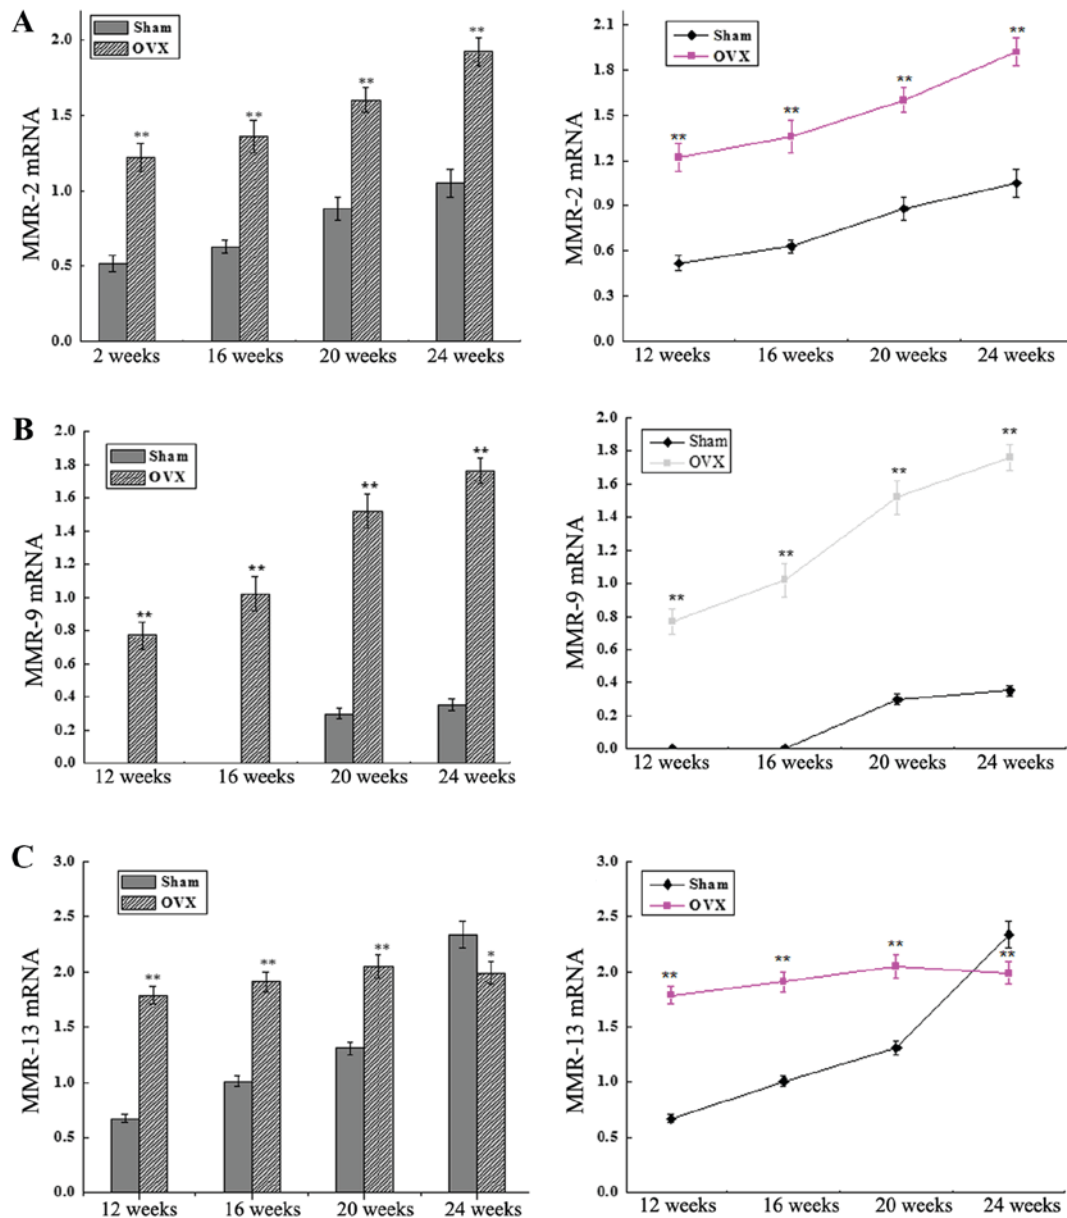 A
Sham
OVX
MMR-2 mRNA
2.0
1.5
1.0
0.5
0.0
** ** ** **
2 weeks 16 weeks 20 weeks 24 weeks
Sham
OVX
MMR-2 mRNA
2.1
1.8
1.5
1.2
0.9
0.6
0.3
0.0
** ** ** **
12 weeks 16 weeks 20 weeks 24 weeks
B
Sham
OVX
MMR-9 mRNA
2.0
1.8
1.6
1.4
1.2
1.0
0.8
0.6
0.4
0.2
0.0
** ** ** **
12 weeks 16 weeks 20 weeks 24 weeks
Sham
OVX
MMR-9 mRNA
2.0
1.8
1.6
1.4
1.2
1.0
0.8
0.6
0.4
0.2
0.0
** ** ** **
12 weeks 16 weeks 20 weeks 24 weeks
C
Sham
OVX
MMR-13 mRNA
3.0
2.5
2.0
1.5
1.0
0.5
0.0
** ** ** *
12 weeks 16 weeks 20 weeks 24 weeks
Sham
OVX
MMR-13 mRNA
3.0
2.5
2.0
1.5
1.0
0.5
0.0
** ** ** **
12 weeks 16 weeks 20 weeks 24 weeks